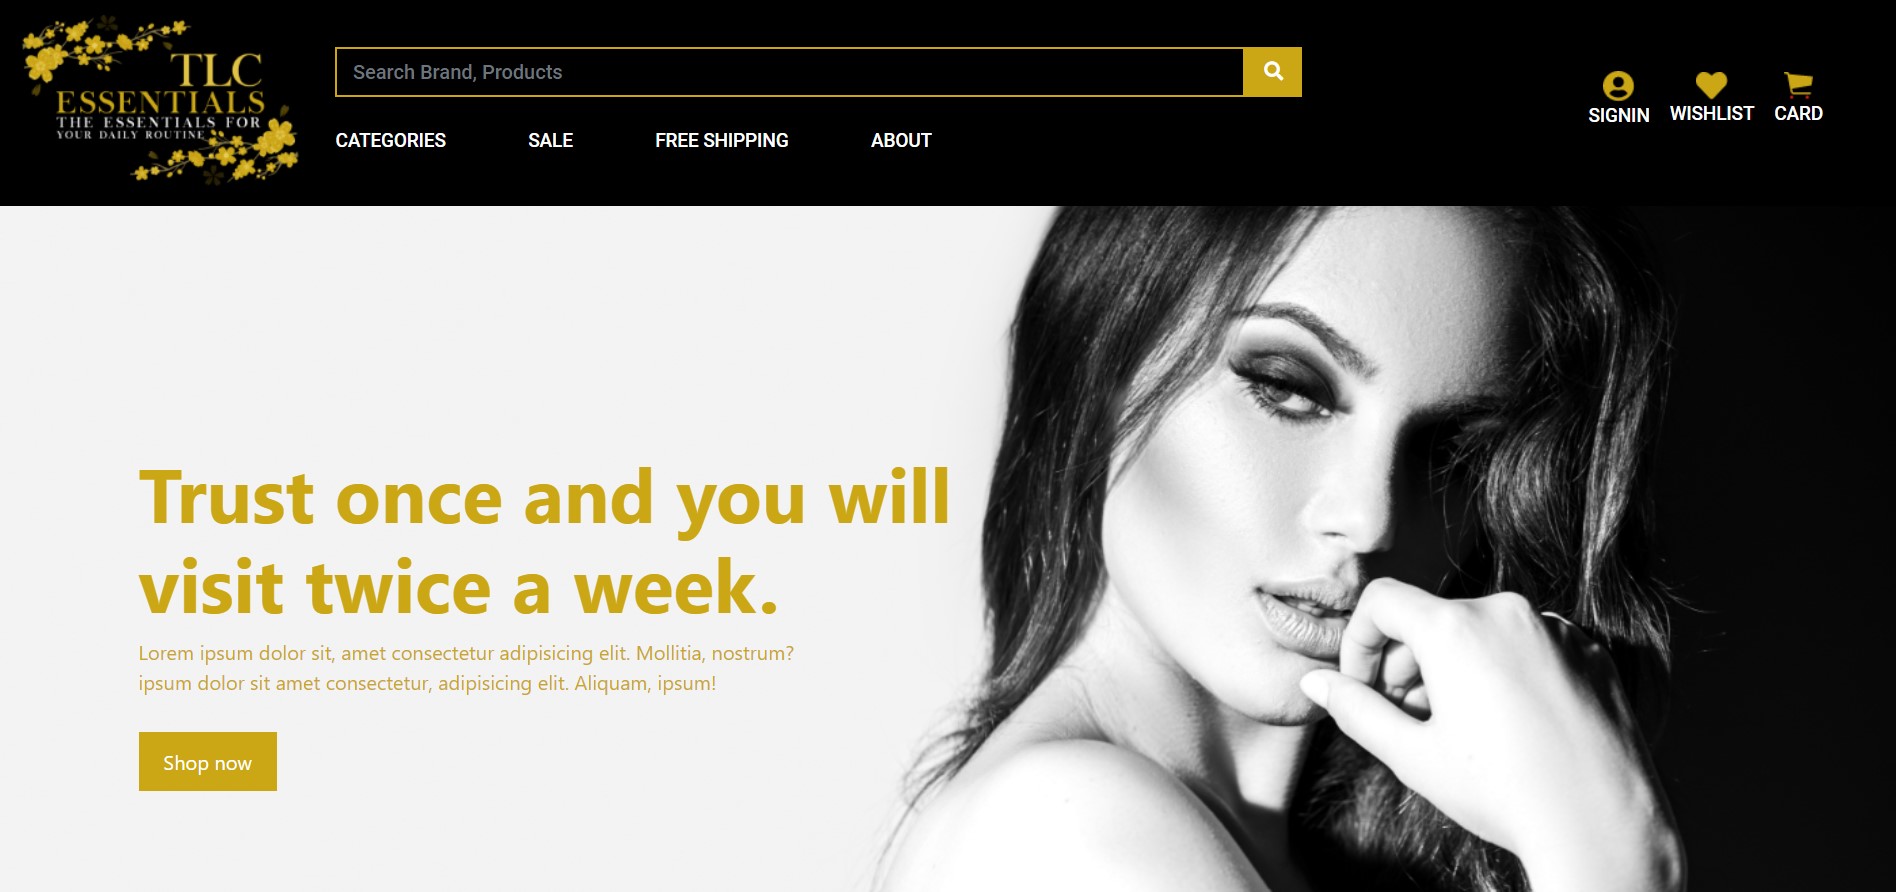 TLC
ESSENTIALS
THE ESSENTIALS FOR
YOUR DAILY ROUTINE
Search Brand, Products
CATEGORIES SALE FREE SHIPPING ABOUT
SIGNIN WISHLIST CARD
Trust once and you will
visit twice a week.
Lorem ipsum dolor sit, amet consectetur adipisicing elit. Mollitia, nostrum?
ipsum dolor sit amet consectetur, adipisicing elit. Aliquam, ipsum!
Shop now